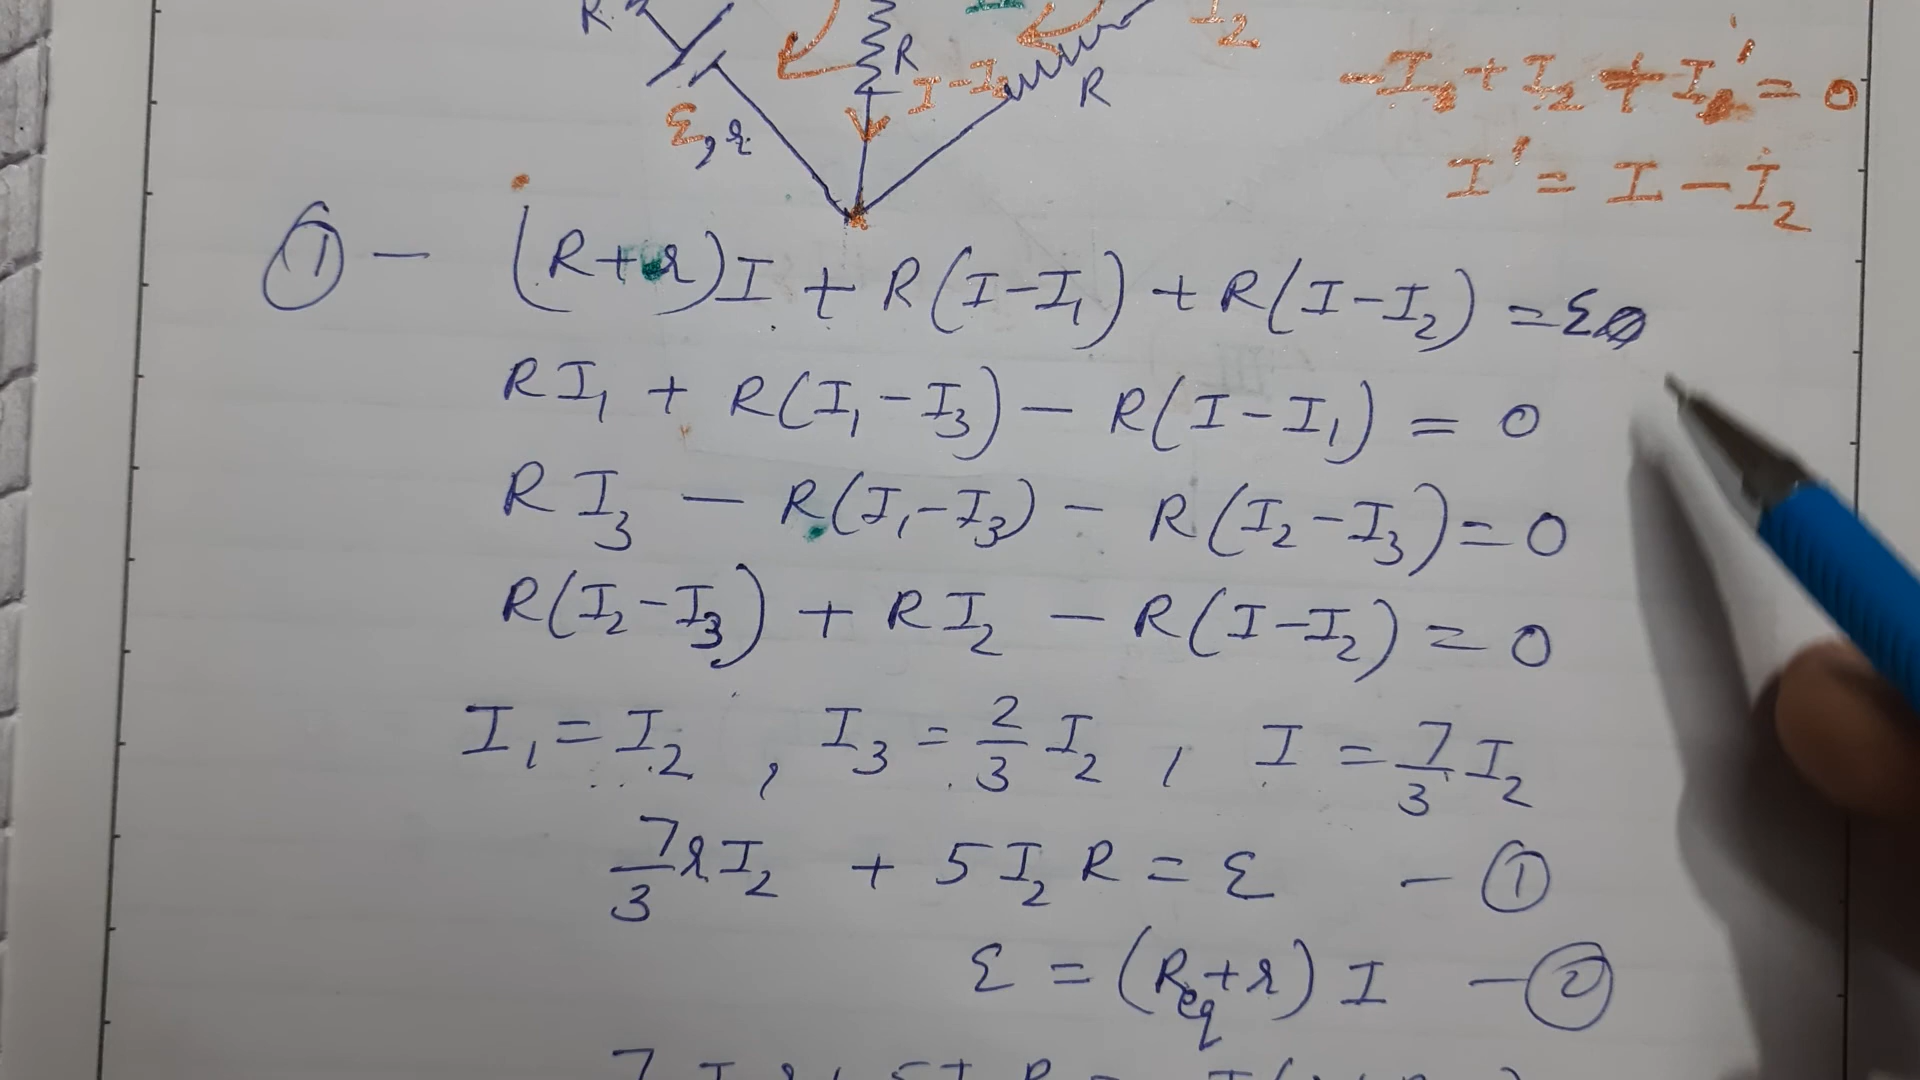 R
R
I-I₁
R
I₂
ε, r
-I₃ + I₂ + I' = 0
I' = I - I₂
① - (R+r)I + R(I-I₁) + R(I-I₂) = ε
RI₁ + R(I₁-I₃) - R(I-I₁) = 0
RI₃ - R(I₁-I₃) - R(I₂-I₃) = 0
R(I₂-I₃) + RI₂ - R(I-I₂) = 0
I₁ = I₂ , I₃ = 2/3 I₂ , I = 7/3 I₂
7/3 rI₂ + 5I₂R = ε - ①
ε = (Req+r) I - ②